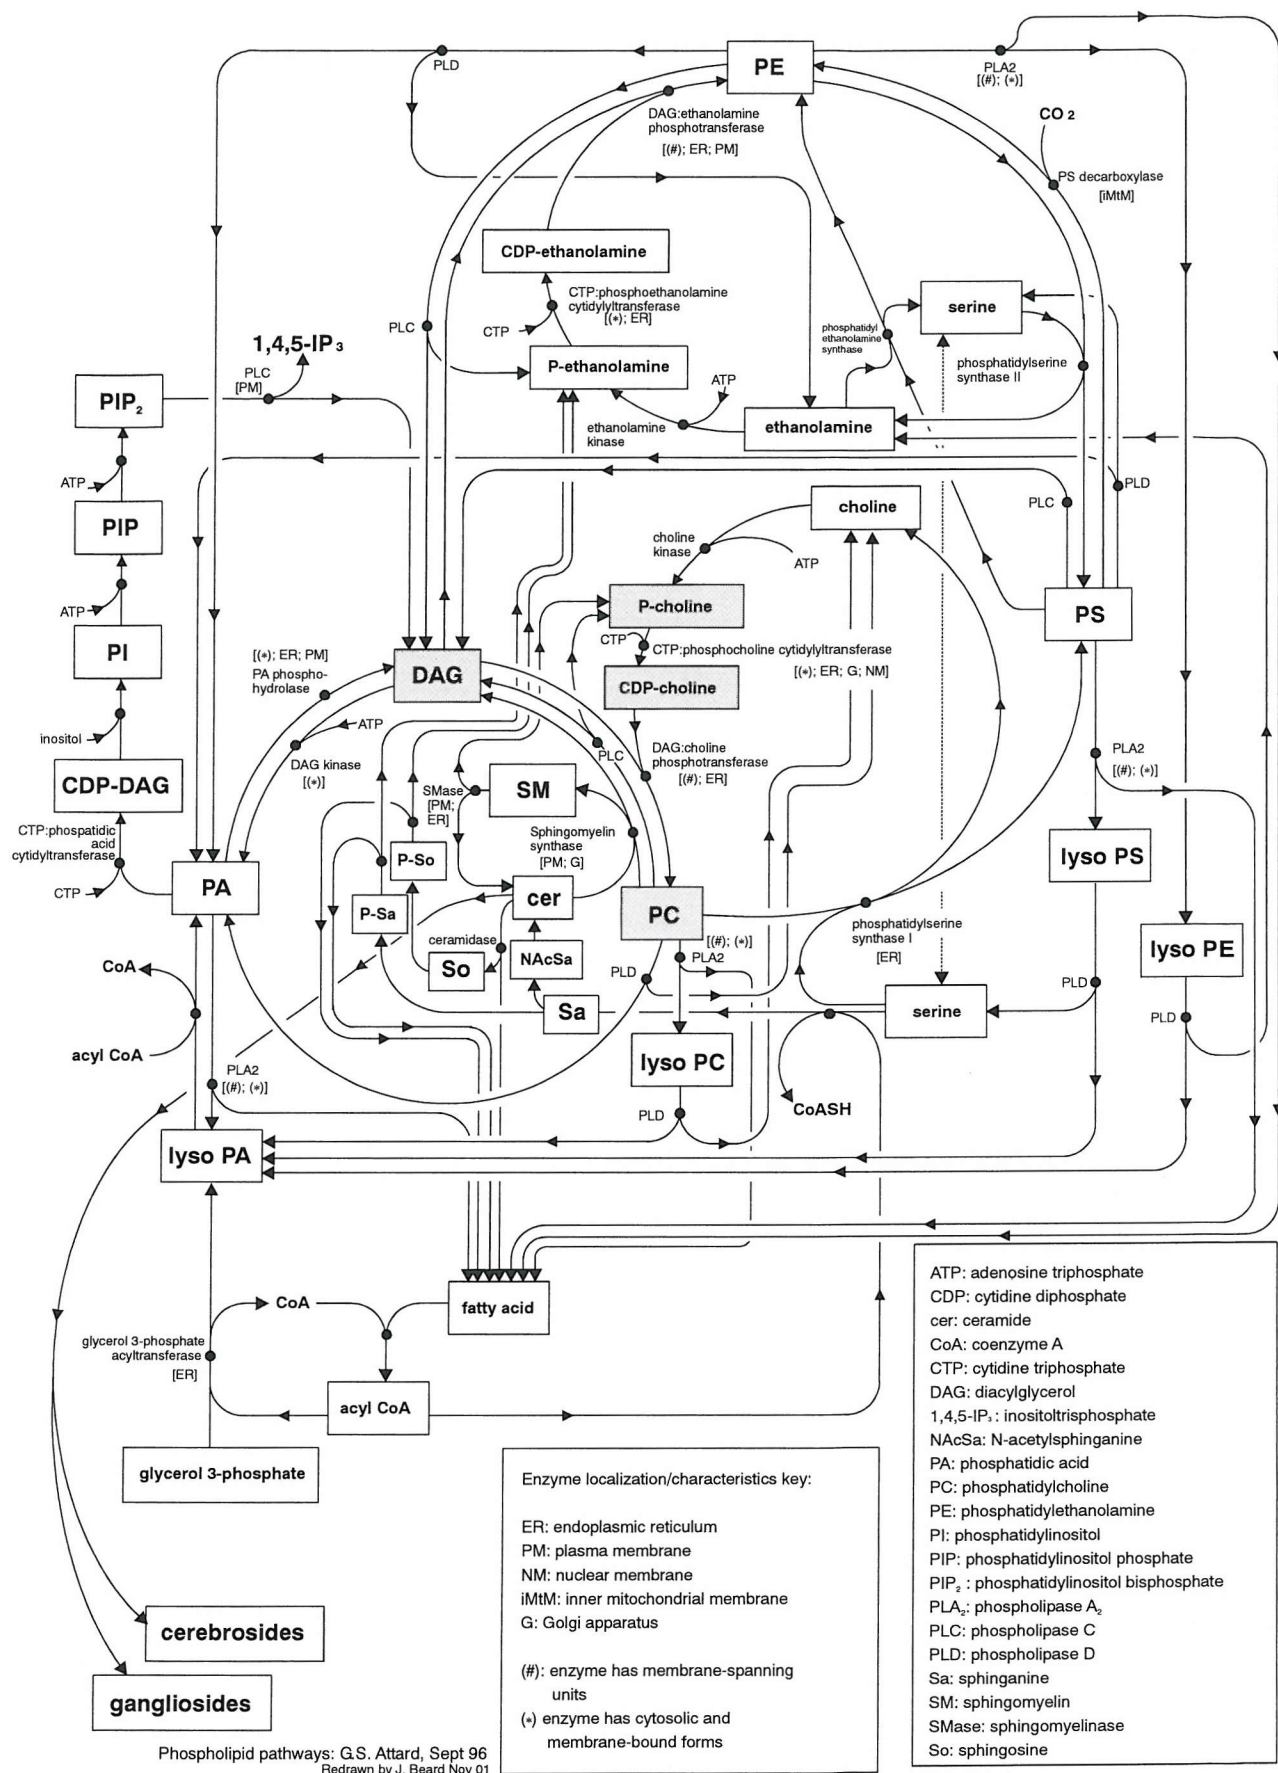 PE
PLD
PLA2
[(#); (*)]
DAG:ethanolamine
phosphotransferase
[(#); ER; PM]
CO 2
PS decarboxylase
[iMtM]
CDP-ethanolamine
CTP:phosphoethanolamine
cytidylyltransferase
[(*); ER]
CTP
PLC
P-ethanolamine
serine
phosphatidyl
ethanolamine
synthase
phosphatidylserine
synthase II
1,4,5-IP₃
PLC
[PM]
PIP₂
ATP
ethanolamine
kinase
ethanolamine
ATP
PIP
choline
PLC
PLD
choline
kinase
ATP
ATP
P-choline
PS
PI
CTP
CTP:phosphocholine cytidylyltransferase
[(*); ER; G; NM]
[(*); ER; PM]
PA phospho-
hydrolase
DAG
CDP-choline
inositol
ATP
DAG kinase
[(*)]
PLC
DAG:choline
phosphotransferase
[(#); ER]
PLA2
[(#); (*)]
CDP-DAG
SMase
[PM;
ER]
SM
CTP:phospatidic
acid
cytidyltransferase
Sphingomyelin
synthase
[PM; G]
P-So
lyso PS
CTP
PA
cer
P-Sa
PC
phosphatidylserine
synthase I
[ER]
ceramidase
[(#); (*)]
PLA2
lyso PE
So
NAcSa
CoA
PLD
PLD
Sa
serine
PLD
acyl CoA
PLA2
[(#); (*)]
lyso PC
CoASH
PLD
lyso PA
fatty acid
CoA
glycerol 3-phosphate
acyltransferase
[ER]
acyl CoA
glycerol 3-phosphate
cerebrosides
gangliosides
Enzyme localization/characteristics key:
ER: endoplasmic reticulum
PM: plasma membrane
NM: nuclear membrane
iMtM: inner mitochondrial membrane
G: Golgi apparatus
(#): enzyme has membrane-spanning
units
(*) enzyme has cytosolic and
membrane-bound forms
ATP: adenosine triphosphate
CDP: cytidine diphosphate
cer: ceramide
CoA: coenzyme A
CTP: cytidine triphosphate
DAG: diacylglycerol
1,4,5-IP₃: inositoltrisphosphate
NAcSa: N-acetylsphinganine
PA: phosphatidic acid
PC: phosphatidylcholine
PE: phosphatidylethanolamine
PI: phosphatidylinositol
PIP: phosphatidylinositol phosphate
PIP₂ : phosphatidylinositol bisphosphate
PLA₂: phospholipase A₂
PLC: phospholipase C
PLD: phospholipase D
Sa: sphinganine
SM: sphingomyelin
SMase: sphingomyelinase
So: sphingosine
Phospholipid pathways: G.S. Attard, Sept 96
Redrawn by J. Beard Nov 01